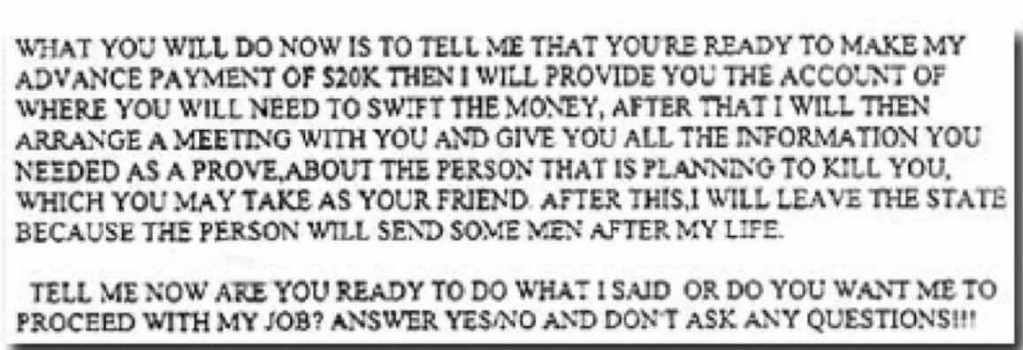 WHAT YOU WILL DO NOW IS TO TELL ME THAT YOU'RE READY TO MAKE MY
ADVANCE PAYMENT OF $20K THEN I WILL PROVIDE YOU THE ACCOUNT OF
WHERE YOU WILL NEED TO SWIFT THE MONEY, AFTER THAT I WILL THEN
ARRANGE A MEETING WITH YOU AND GIVE YOU ALL THE INFORMATION YOU
NEEDED AS A PROVE,ABOUT THE PERSON THAT IS PLANNING TO KILL YOU,
WHICH YOU MAY TAKE AS YOUR FRIEND. AFTER THIS,I WILL LEAVE THE STATE
BECAUSE THE PERSON WILL SEND SOME MEN AFTER MY LIFE.
TELL ME NOW ARE YOU READY TO DO WHAT I SAID OR DO YOU WANT ME TO
PROCEED WITH MY JOB? ANSWER YES/NO AND DON'T ASK ANY QUESTIONS!!!